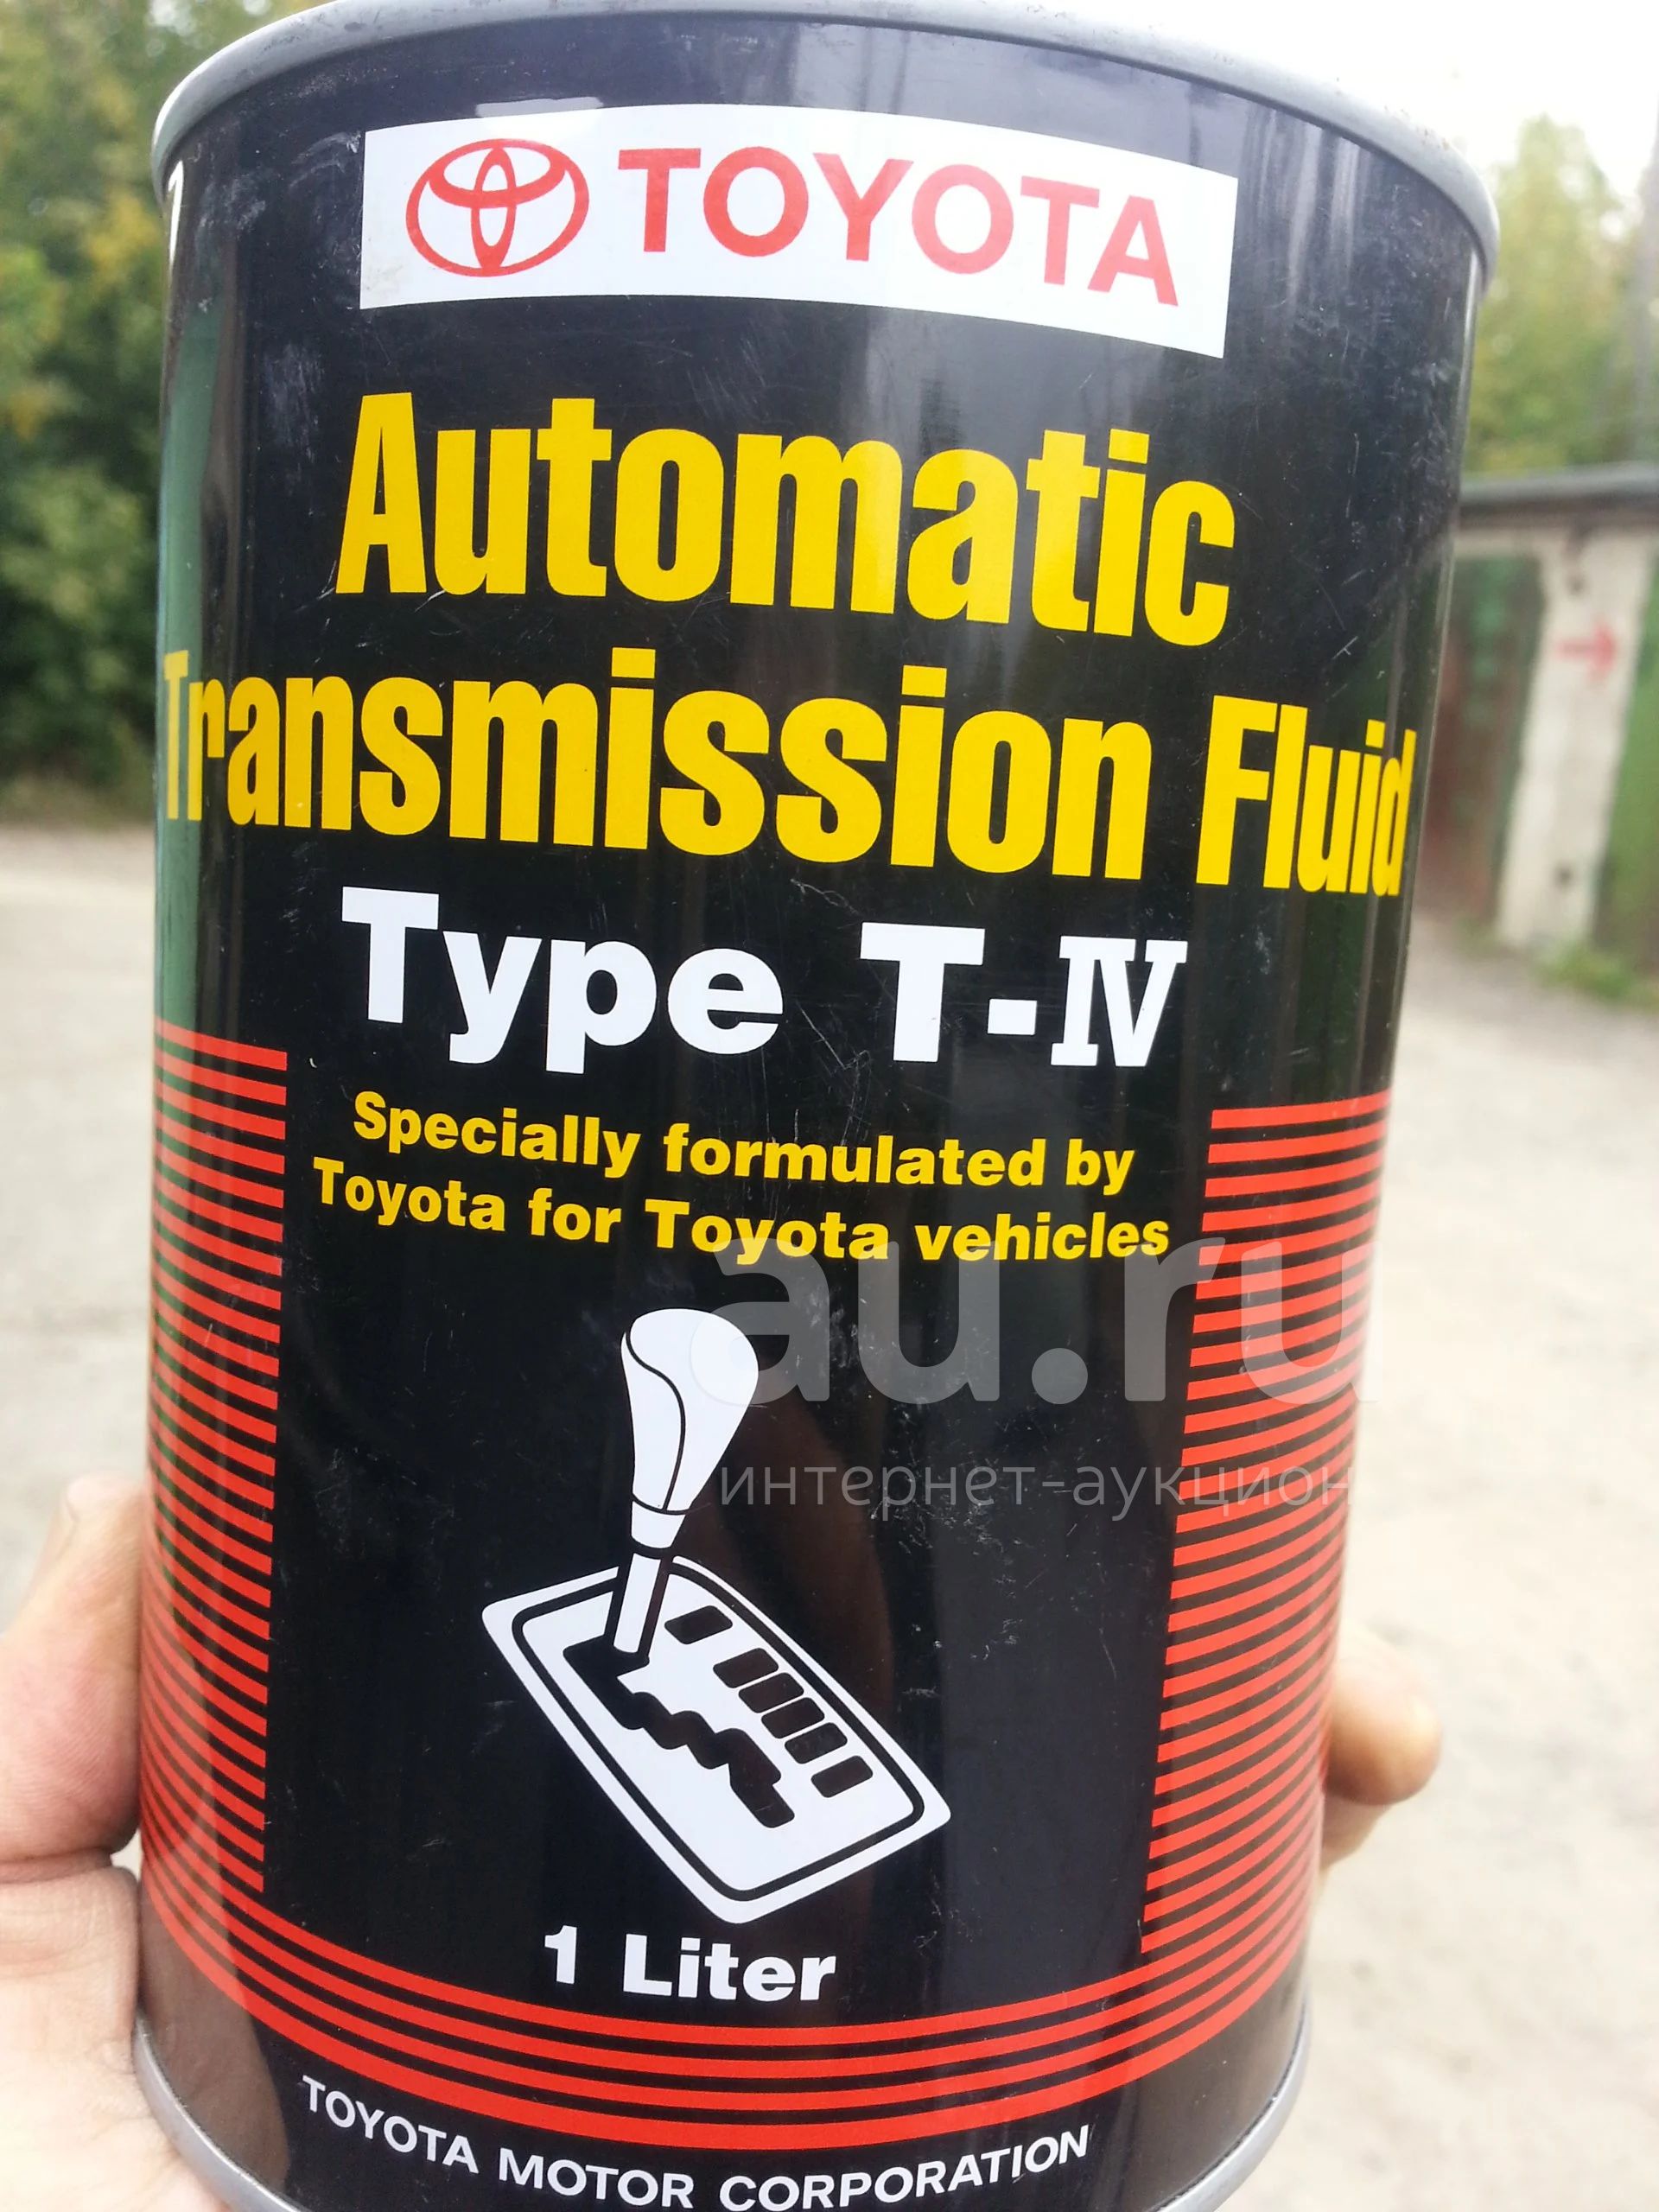 TOYOTA
Automatic
Transmission Fluid
Type T-IV
Specially formulated by
Toyota for Toyota vehicles
au.ru
интернет-аукцион
1 Liter
TOYOTA MOTOR CORPORATION